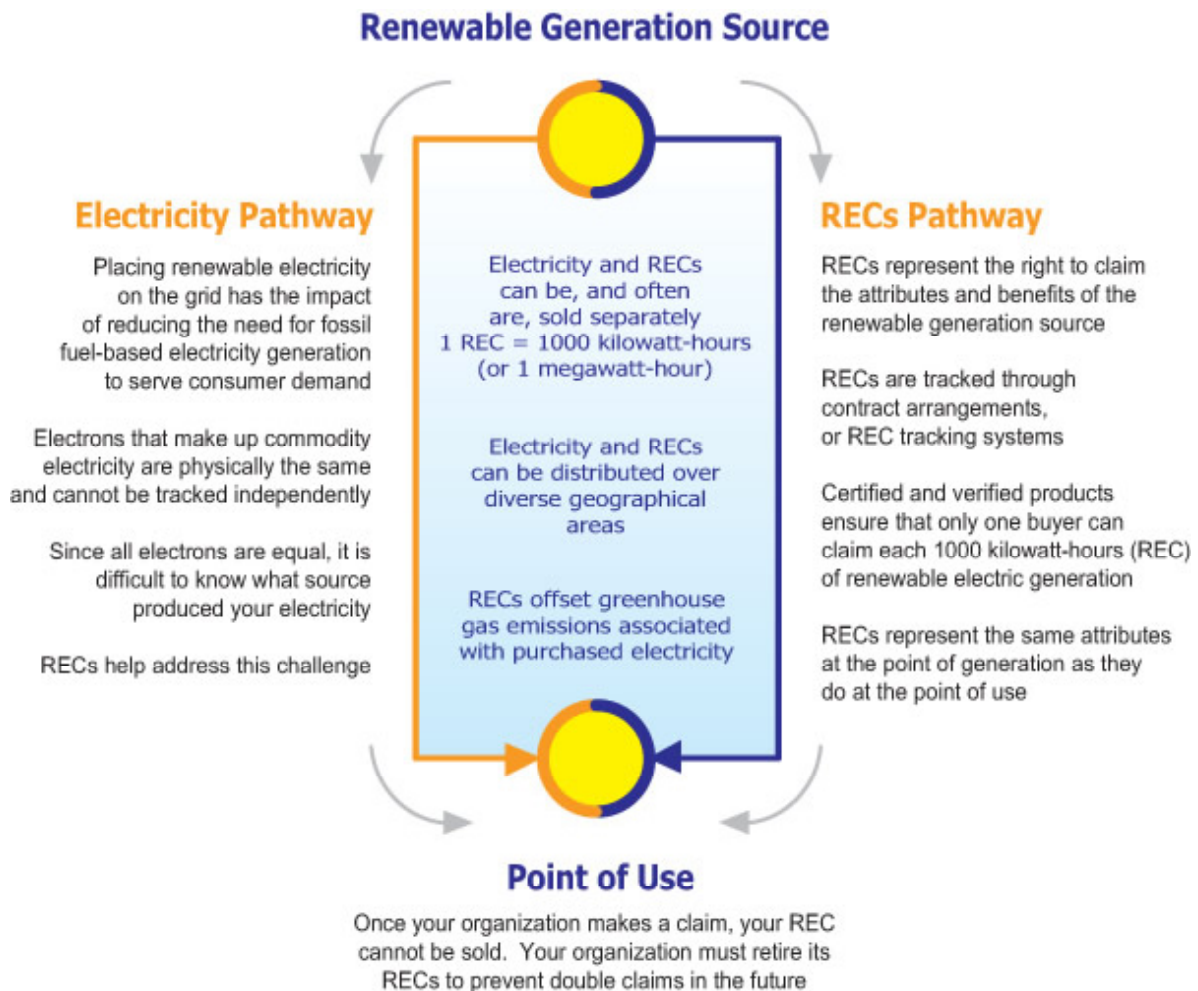 Renewable Generation Source
Electricity Pathway
Placing renewable electricity
on the grid has the impact
of reducing the need for fossil
fuel-based electricity generation
to serve consumer demand
Electrons that make up commodity
electricity are physically the same
and cannot be tracked independently
Since all electrons are equal, it is
difficult to know what source
produced your electricity
RECs help address this challenge
Electricity and RECs
can be, and often
are, sold separately
1 REC = 1000 kilowatt-hours
(or 1 megawatt-hour)
Electricity and RECs
can be distributed over
diverse geographical
areas
RECs offset greenhouse
gas emissions associated
with purchased electricity
RECs Pathway
RECs represent the right to claim
the attributes and benefits of the
renewable generation source
RECs are tracked through
contract arrangements,
or REC tracking systems
Certified and verified products
ensure that only one buyer can
claim each 1000 kilowatt-hours (REC)
of renewable electric generation
RECs represent the same attributes
at the point of generation as they
do at the point of use
Point of Use
Once your organization makes a claim, your REC
cannot be sold.  Your organization must retire its
RECs to prevent double claims in the future